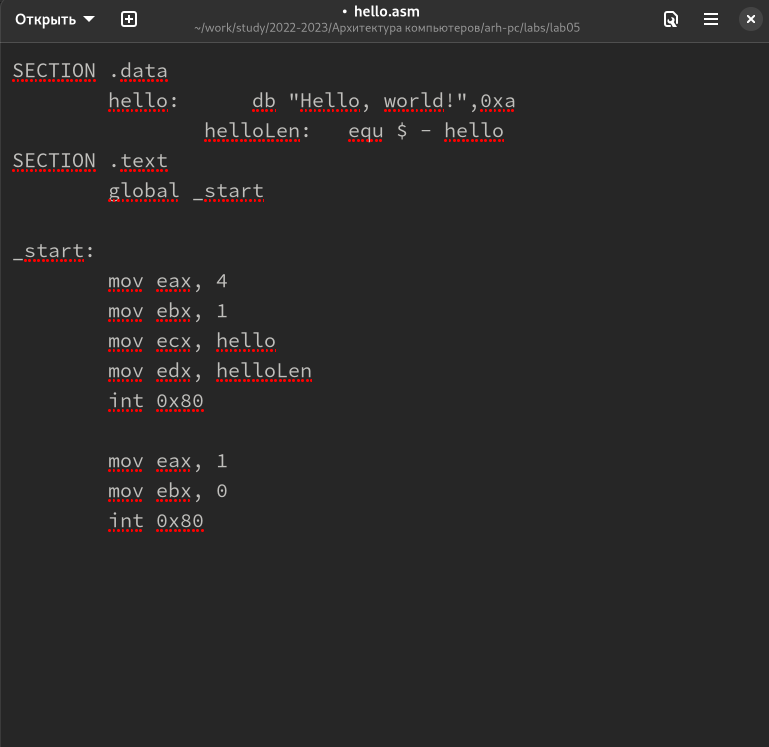 Открыть
• hello.asm
~/work/study/2022-2023/Архитектура компьютеров/arh-pc/labs/lab05
SECTION .data
hello: db "Hello, world!",0xa
helloLen: equ $ - hello
SECTION .text
global _start
_start:
mov eax, 4
mov ebx, 1
mov ecx, hello
mov edx, helloLen
int 0x80
mov eax, 1
mov ebx, 0
int 0x80